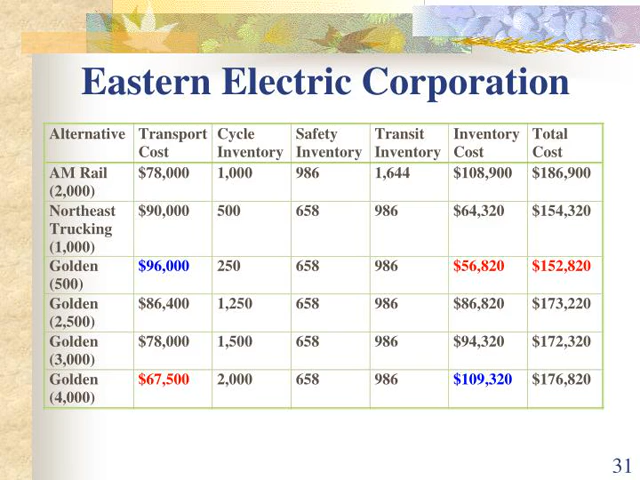 Eastern Electric Corporation
Alternative Transport Cost Cycle Inventory Safety Inventory Transit Inventory Inventory Cost Total Cost
AM Rail (2,000) $78,000 1,000 986 1,644 $108,900 $186,900
Northeast Trucking (1,000) $90,000 500 658 986 $64,320 $154,320
Golden (500) $96,000 250 658 986 $56,820 $152,820
Golden (2,500) $86,400 1,250 658 986 $86,820 $173,220
Golden (3,000) $78,000 1,500 658 986 $94,320 $172,320
Golden (4,000) $67,500 2,000 658 986 $109,320 $176,820
31